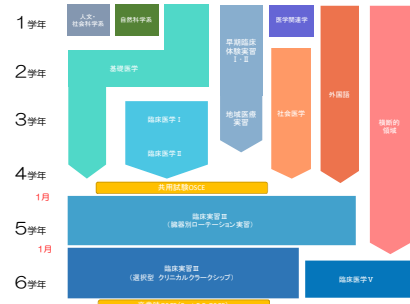 1学年
人文・
社会科学系
自然科学系
医学関連学
早期臨床
体験実習
Ⅰ・Ⅱ
2学年
基礎医学
外国語
3学年
臨床医学Ⅰ
地域医療
実習
社会医学
横断的
領域
臨床医学Ⅱ
4学年
共用試験OSCE
1月
臨床実習Ⅲ
(臓器別ローテーション実習)
5学年
1月
臨床実習Ⅲ
(選択型 クリニカルクラークシップ)
臨床医学Ⅴ
6学年